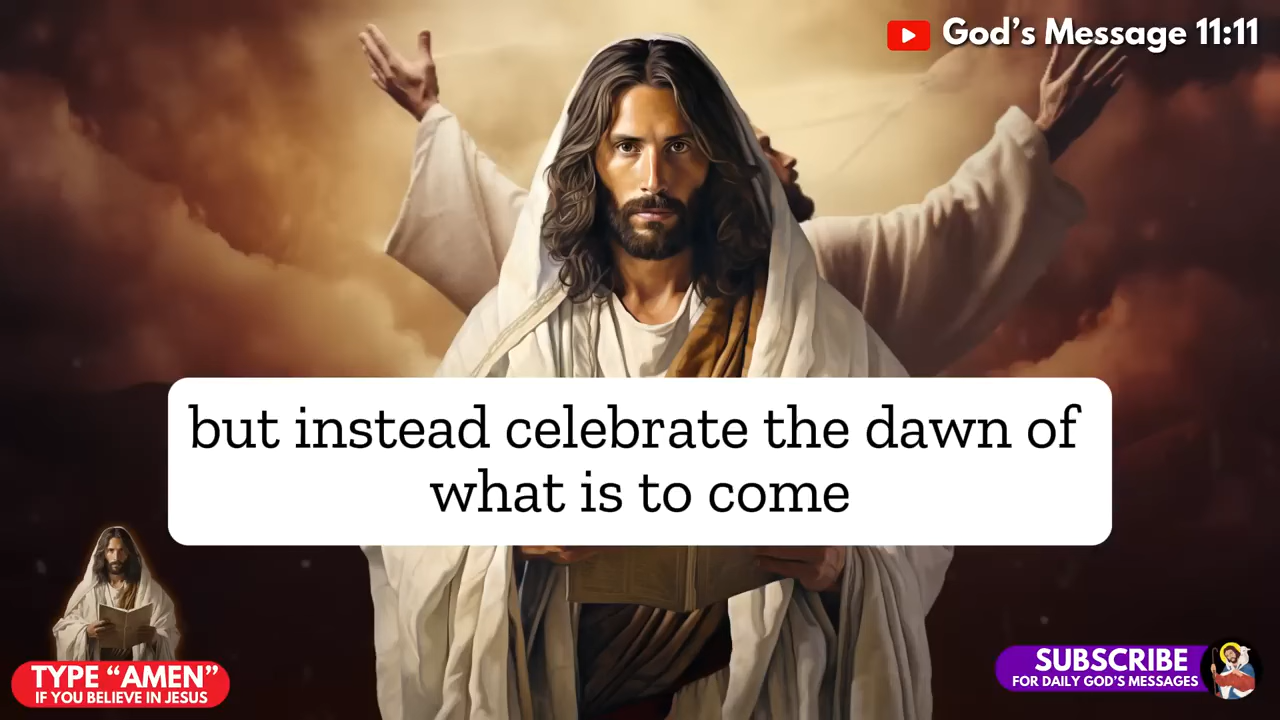 God's Message 11:11
but instead celebrate the dawn of
what is to come
TYPE “AMEN”
IF YOU BELIEVE IN JESUS
SUBSCRIBE
FOR DAILY GOD'S MESSAGES